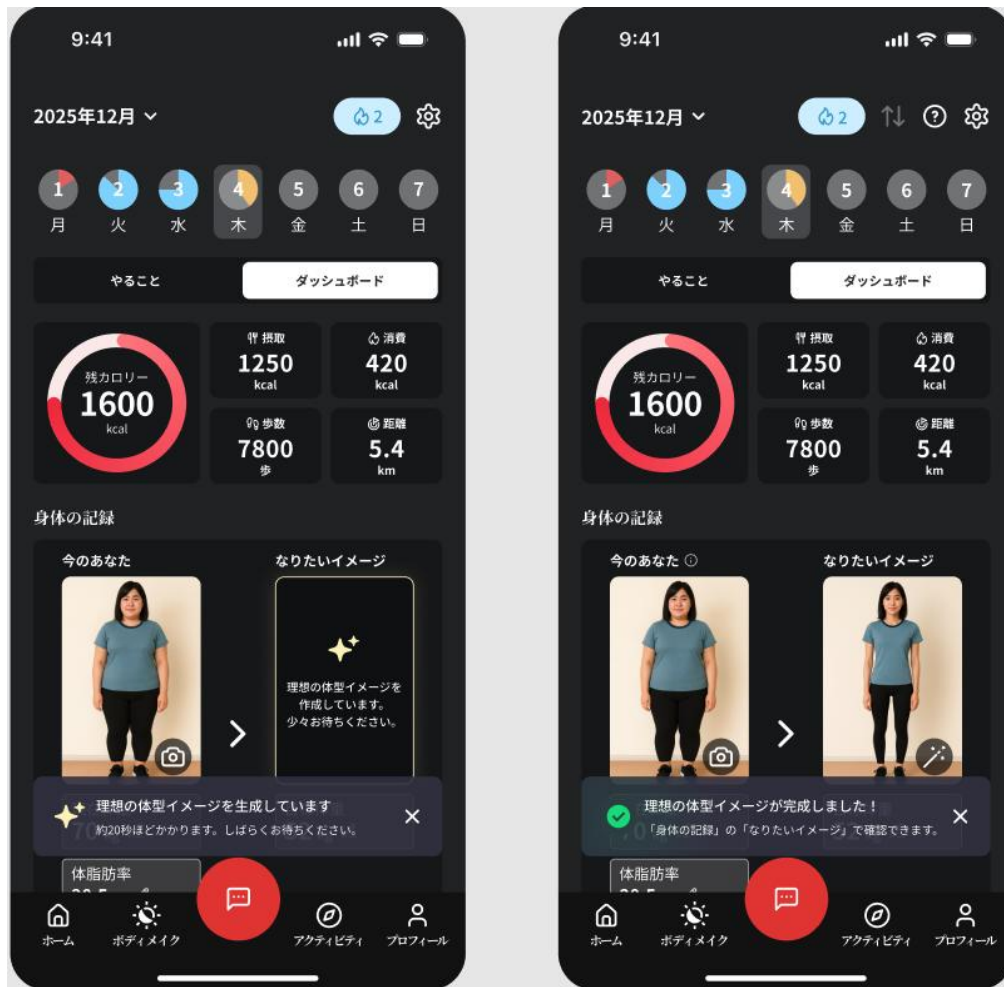 9:41
2025年12月
2
1 2 3 4 5 6 7
月 火 水 木 金 土 日
やること ダッシュボード
残カロリー
1600
kcal
摂取
1250
kcal
消費
420
kcal
歩数
7800
歩
距離
5.4
km
身体の記録
今のあなた
なりたいイメージ
理想の体型イメージを
作成しています。
少々お待ちください。
理想の体型イメージを生成しています
約20秒ほどかかります。しばらくお待ちください。
体脂肪率
ホーム ボディメイク アクティビティ プロフィール
9:41
2025年12月
2
1 2 3 4 5 6 7
月 火 水 木 金 土 日
やること ダッシュボード
残カロリー
1600
kcal
摂取
1250
kcal
消費
420
kcal
歩数
7800
歩
距離
5.4
km
身体の記録
今のあなた
なりたいイメージ
理想の体型イメージが完成しました！
「身体の記録」の「なりたいイメージ」で確認できます。
体脂肪率
ホーム ボディメイク アクティビティ プロフィール